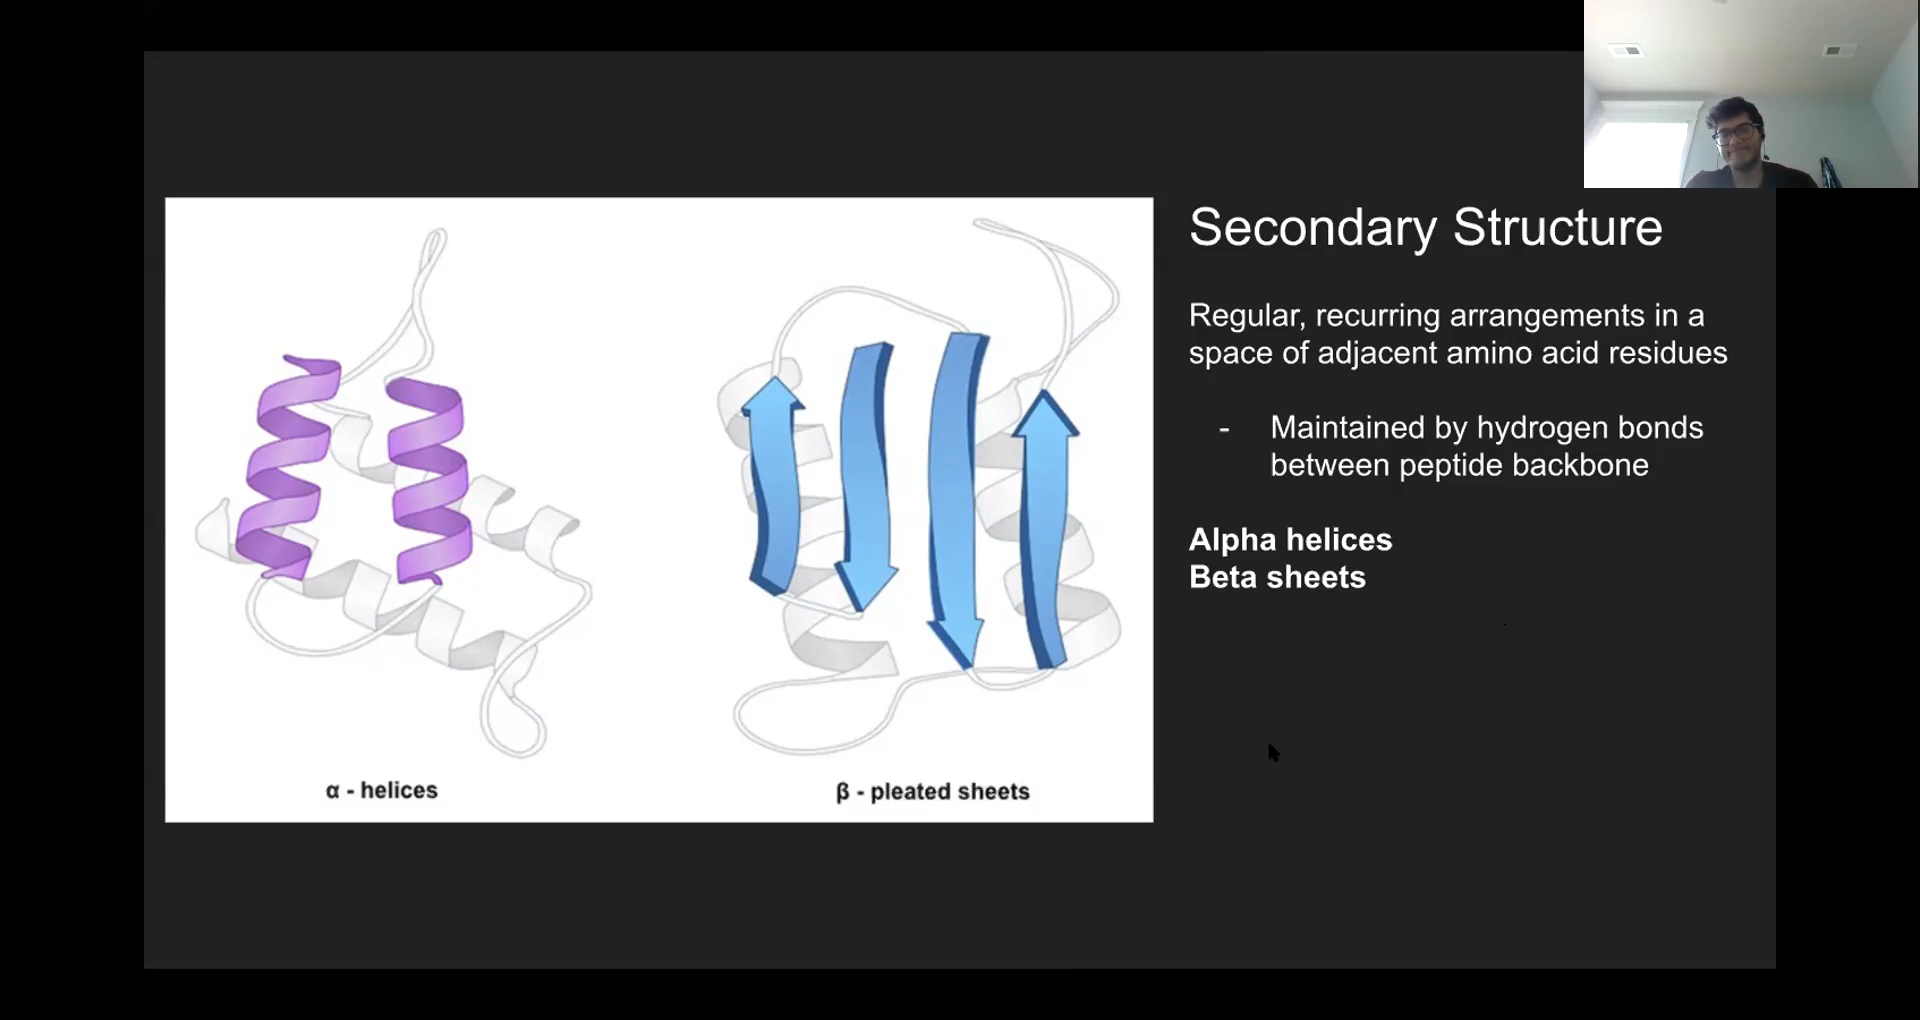 Secondary Structure
Regular, recurring arrangements in a
space of adjacent amino acid residues
- Maintained by hydrogen bonds
between peptide backbone
Alpha helices
Beta sheets
α - helices
β - pleated sheets